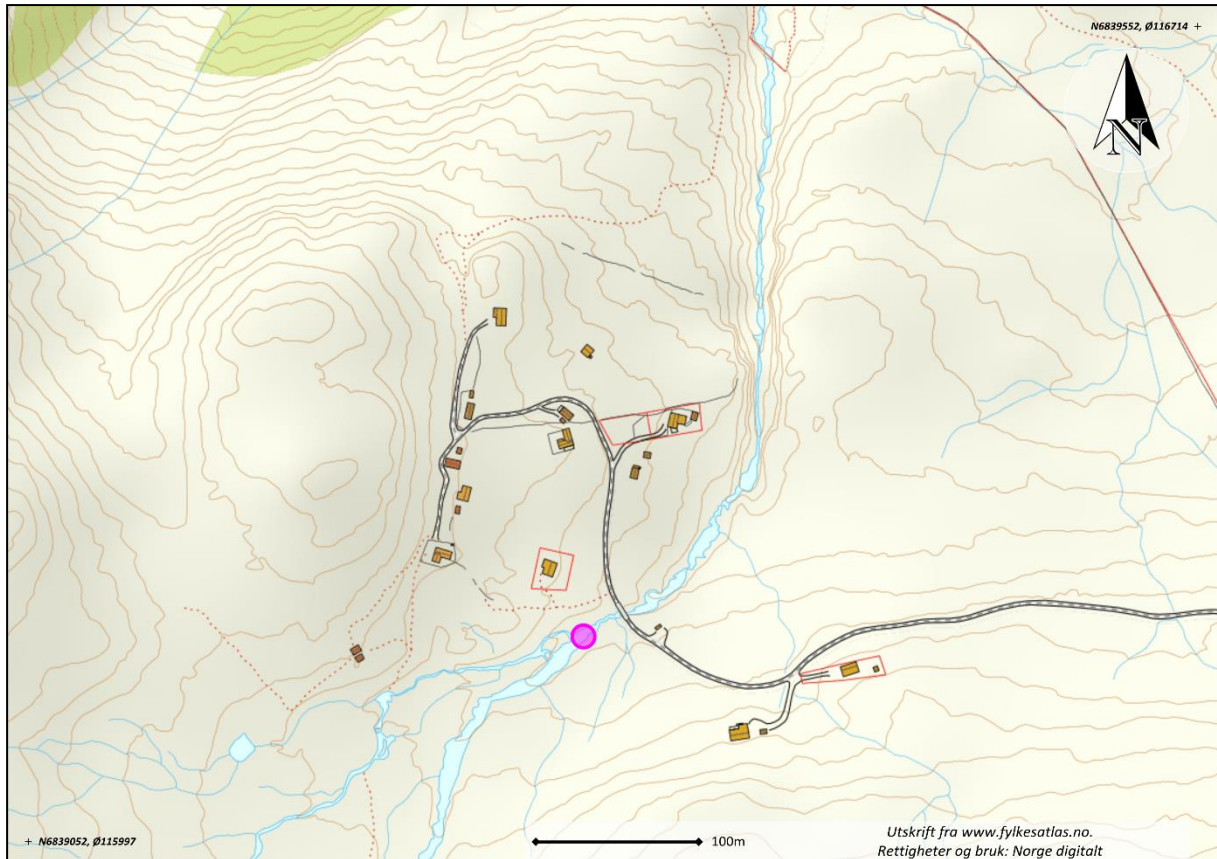 N6839552, Ø116714 +
N
+ N6839052, Ø115997
100m
Utskrift fra www.fylkesatlas.no.
Rettigheter og bruk: Norge digitalt